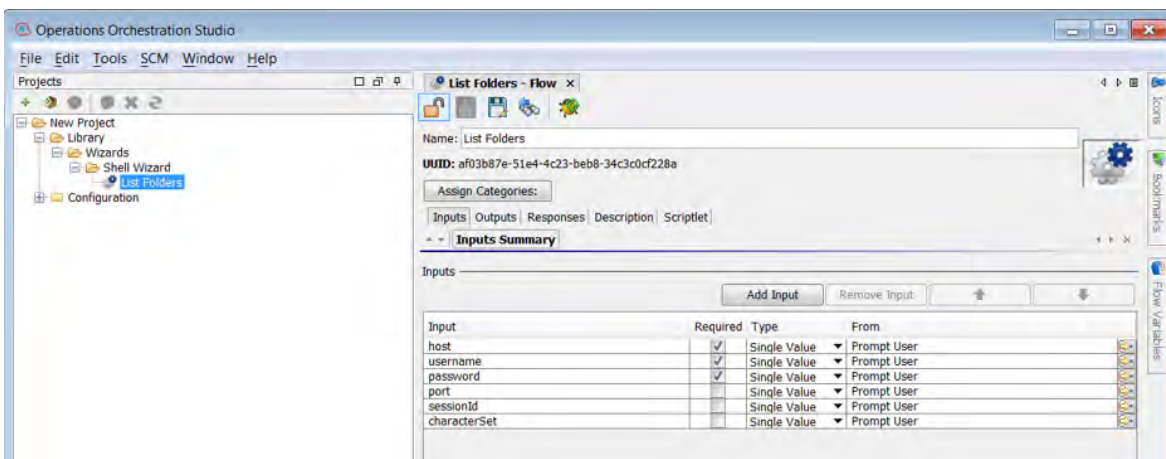 Operations Orchestration Studio
File Edit Tools SCM Window Help
Projects
New Project
Library
Wizards
Shell Wizard
List Folders
Configuration
List Folders - Flow
Name: List Folders
UUID: af03b87e-51e4-4c23-beb8-34c3c0cf228a
Assign Categories:
Inputs Outputs Responses Description Scriptlet
Inputs Summary
Inputs
Add Input Remove Input
Input Required Type From
host Single Value Prompt User
username Single Value Prompt User
password Single Value Prompt User
port Single Value Prompt User
sessionId Single Value Prompt User
characterSet Single Value Prompt User
Icons
Bookmarks
Flow Variables